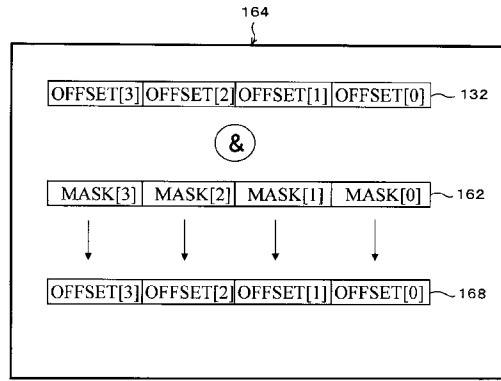 164
OFFSET[3] OFFSET[2] OFFSET[1] OFFSET[0] 132
&
MASK[3] MASK[2] MASK[1] MASK[0] 162
OFFSET[3] OFFSET[2] OFFSET[1] OFFSET[0] 168